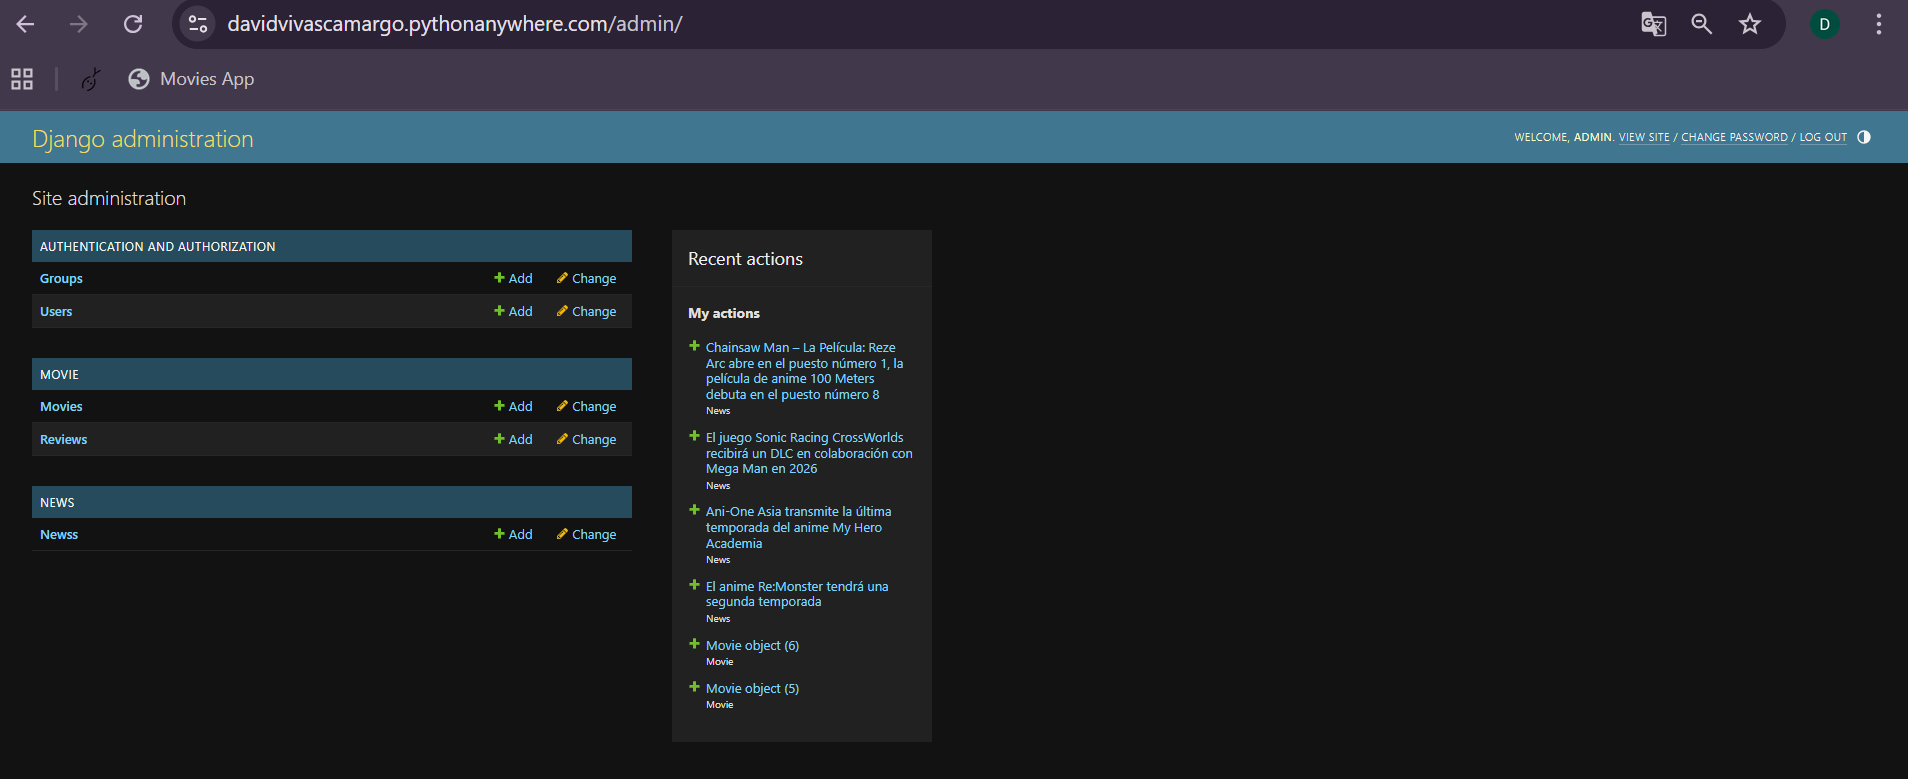 davidvivascamargo.pythonanywhere.com/admin/
D
Movies App
Django administration
WELCOME, ADMIN. VIEW SITE / CHANGE PASSWORD / LOG OUT
Site administration
AUTHENTICATION AND AUTHORIZATION
Groups Add Change
Users Add Change
MOVIE
Movies Add Change
Reviews Add Change
NEWS
Newss Add Change
Recent actions
My actions
Chainsaw Man – La Película: Reze
Arc abre en el puesto número 1, la
película de anime 100 Meters
debuta en el puesto número 8
News
El juego Sonic Racing CrossWorlds
recibirá un DLC en colaboración con
Mega Man en 2026
News
Ani-One Asia transmite la última
temporada del anime My Hero
Academia
News
El anime Re:Monster tendrá una
segunda temporada
News
Movie object (6)
Movie
Movie object (5)
Movie